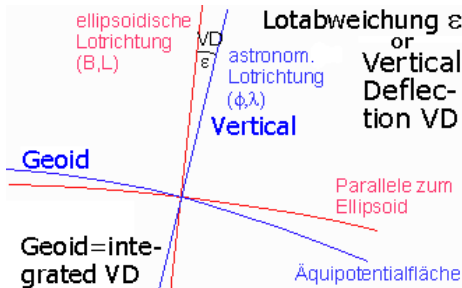 ellipsoidische
Lotrichtung
(B,L)
VD
ε
astronom.
Lotrichtung
(ϕ,λ)
Vertical
Lotabweichung ε
or
Vertical
Deflec-
tion VD
Geoid
Parallele zum
Ellipsoid
Geoid=inte-
grated VD
Äquipotentialfläche